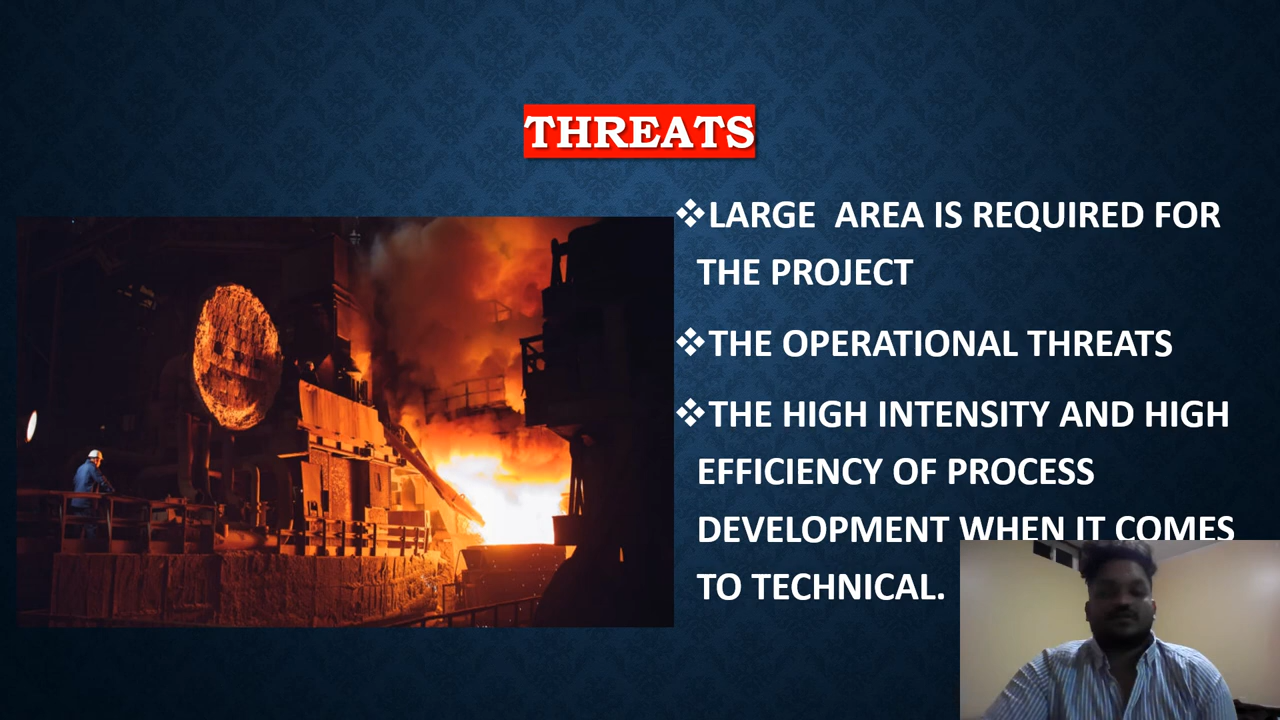 THREATS
❖LARGE AREA IS REQUIRED FOR
THE PROJECT
❖THE OPERATIONAL THREATS
❖THE HIGH INTENSITY AND HIGH
EFFICIENCY OF PROCESS
DEVELOPMENT WHEN IT COMES
TO TECHNICAL.